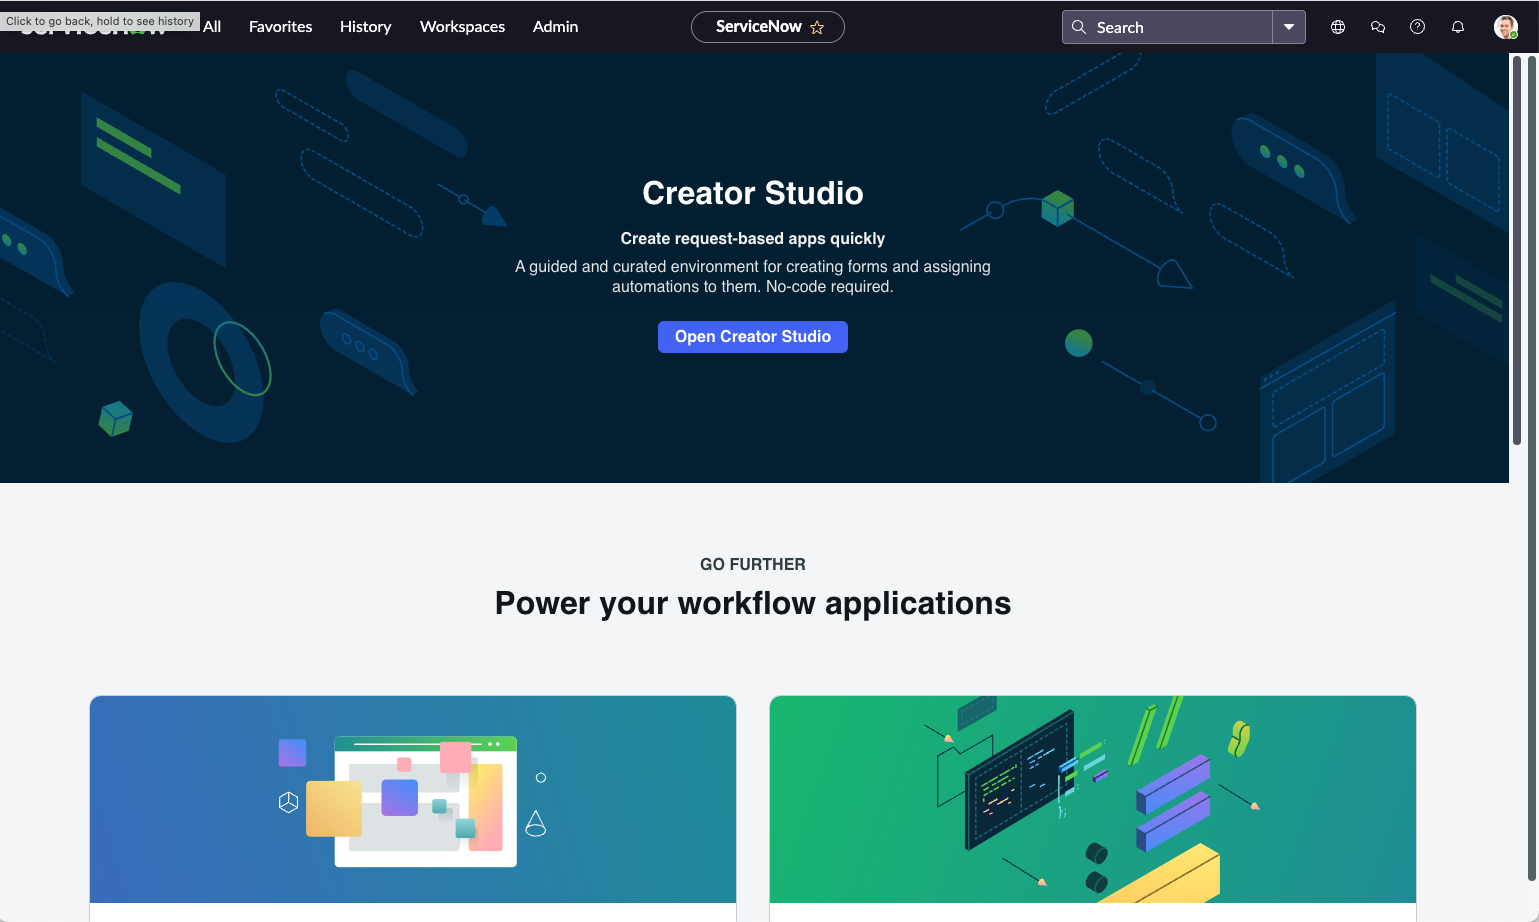 Click to go back, hold to see history
servicenow
All
Favorites
History
Workspaces
Admin
ServiceNow
Search
Creator Studio
Create request-based apps quickly
A guided and curated environment for creating forms and assigning
automations to them. No-code required.
Open Creator Studio
GO FURTHER
Power your workflow applications